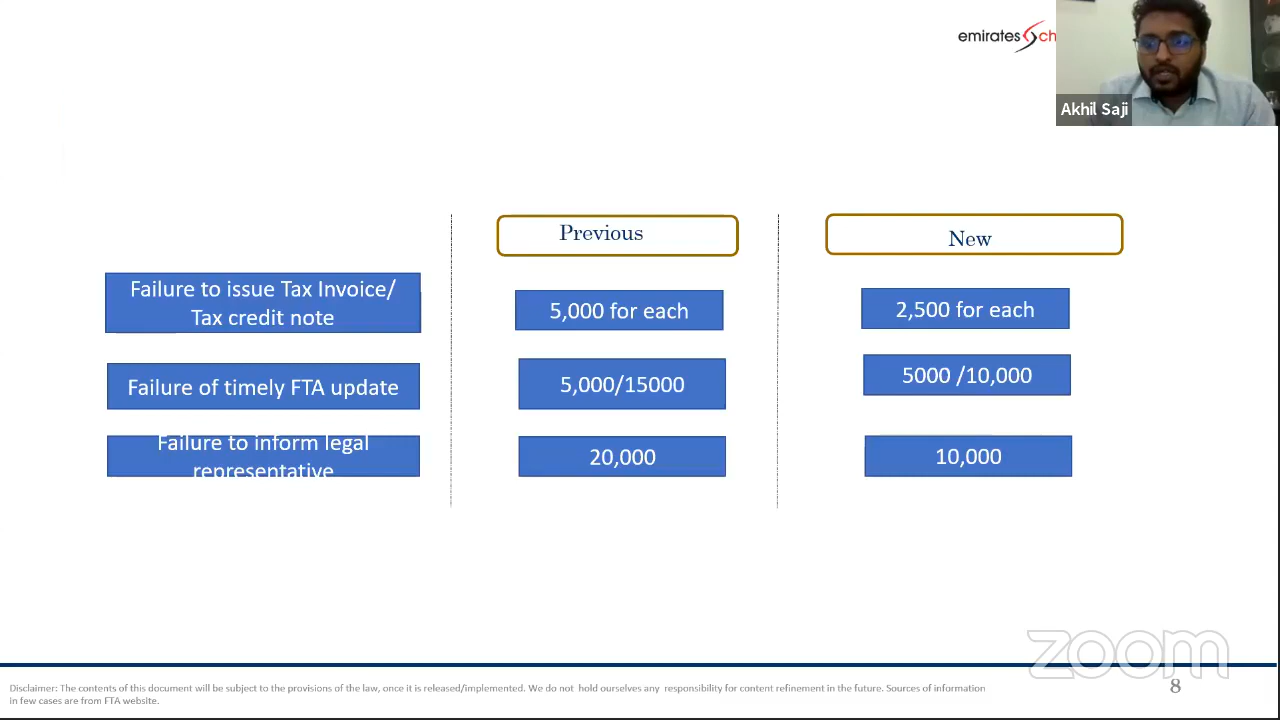 emirates ch
Akhil Saji
Previous
New
Failure to issue Tax Invoice/
Tax credit note
5,000 for each
2,500 for each
Failure of timely FTA update
5,000/15000
5000 /10,000
Failure to inform legal
representative
20,000
10,000
zoom
Disclaimer: The contents of this document will be subject to the provisions of the law, once it is released/implemented. We do not hold ourselves any responsibility for content refinement in the future. Sources of information
in few cases are from FTA website.
8